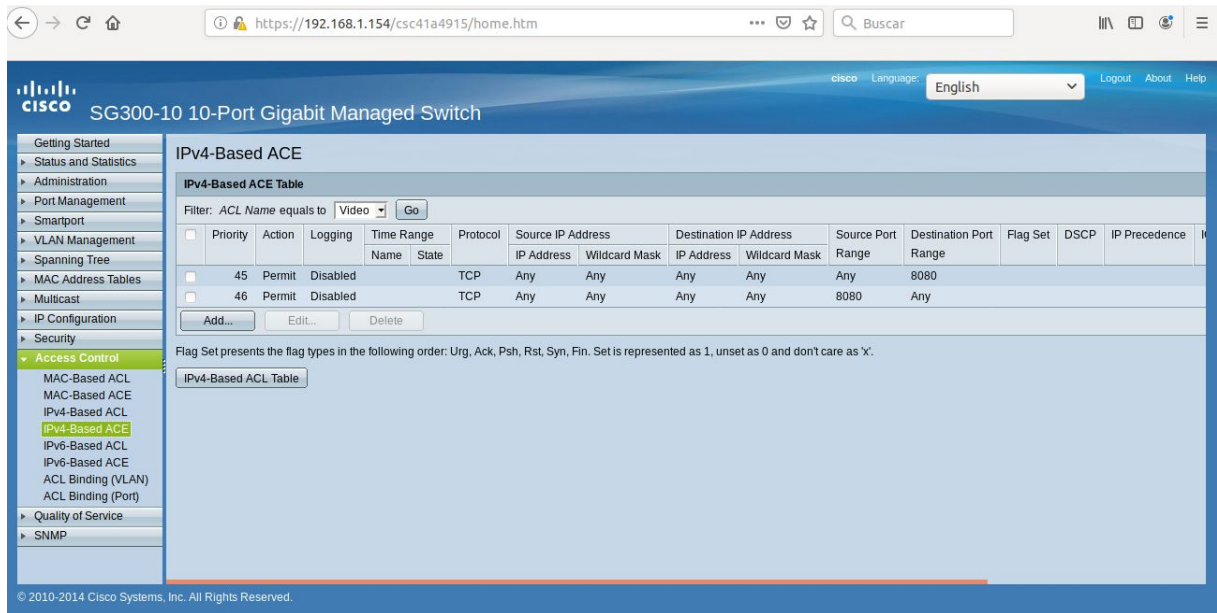 https://192.168.1.154/csc41a4915/home.htm
Buscar
cisco Language: English Logout About Help
CISCO
SG300-10 10-Port Gigabit Managed Switch
Getting Started
Status and Statistics
Administration
Port Management
Smartport
VLAN Management
Spanning Tree
MAC Address Tables
Multicast
IP Configuration
Security
Access Control
MAC-Based ACL
MAC-Based ACE
IPv4-Based ACL
IPv4-Based ACE
IPv6-Based ACL
IPv6-Based ACE
ACL Binding (VLAN)
ACL Binding (Port)
Quality of Service
SNMP
IPv4-Based ACE
IPv4-Based ACE Table
Filter: ACL Name equals to Video Go
Priority Action Logging Time Range Protocol Source IP Address Destination IP Address Source Port Range Destination Port Range Flag Set DSCP IP Precedence
Name State IP Address Wildcard Mask IP Address Wildcard Mask
45 Permit Disabled TCP Any Any Any Any Any 8080
46 Permit Disabled TCP Any Any Any Any 8080 Any
Add... Edit... Delete
Flag Set presents the flag types in the following order: Urg, Ack, Psh, Rst, Syn, Fin. Set is represented as 1, unset as 0 and don't care as 'x'.
IPv4-Based ACL Table
© 2010-2014 Cisco Systems, Inc. All Rights Reserved.